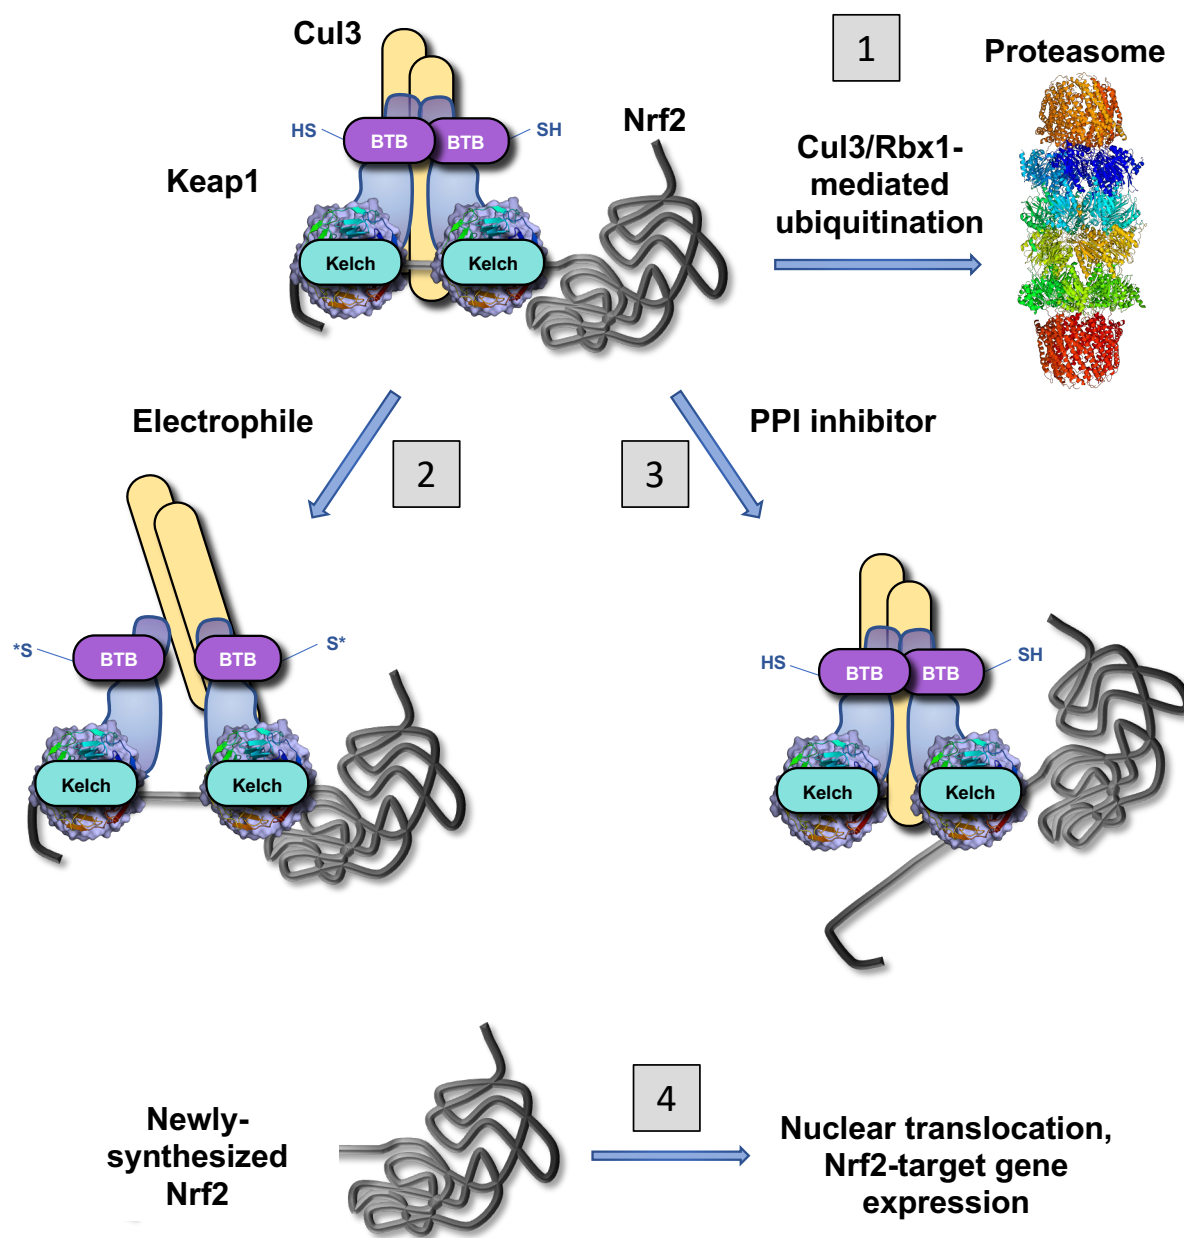 Cul3
1
Proteasome
HS
BTB
BTB
SH
Nrf2
Keap1
Cul3/Rbx1-
mediated
ubiquitination
Kelch
Kelch
Electrophile
PPI inhibitor
2
3
*S
BTB
BTB
S*
HS
BTB
BTB
SH
Kelch
Kelch
Kelch
Kelch
4
Newly-
synthesized
Nrf2
Nuclear translocation,
Nrf2-target gene
expression